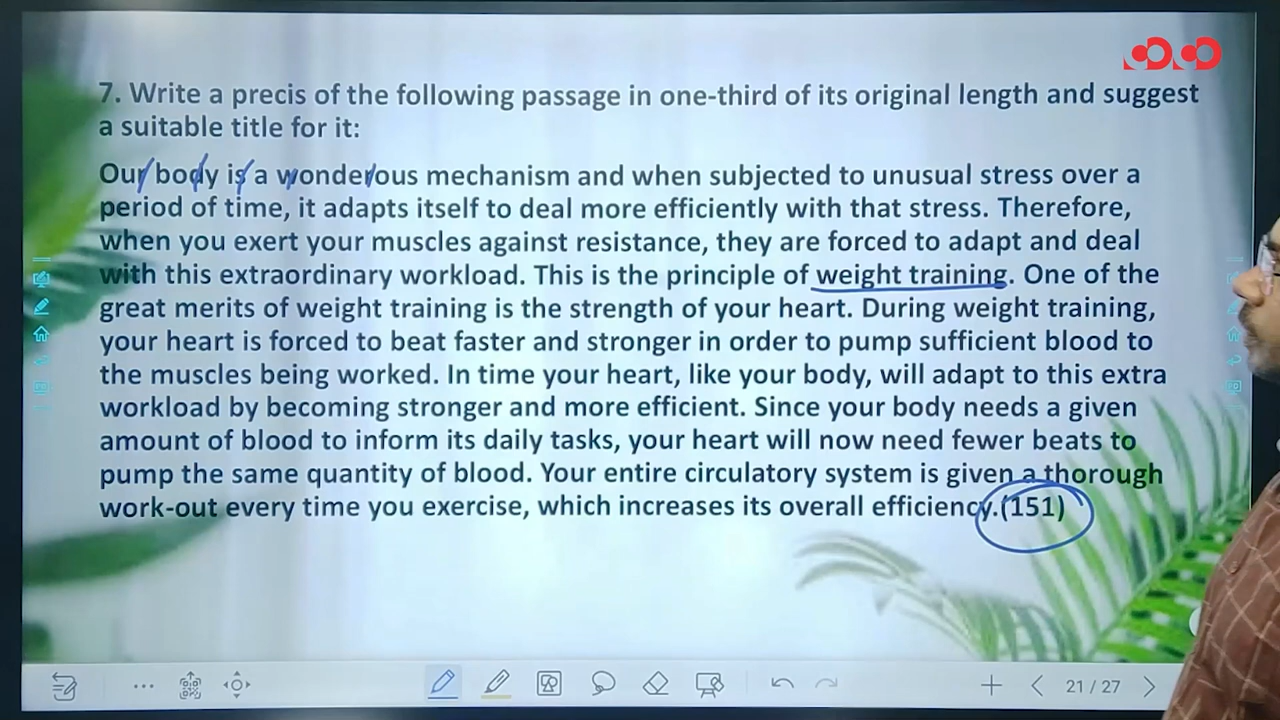 7. Write a precis of the following passage in one-third of its original length and suggest
a suitable title for it:
Our body is a wonderous mechanism and when subjected to unusual stress over a
period of time, it adapts itself to deal more efficiently with that stress. Therefore,
when you exert your muscles against resistance, they are forced to adapt and deal
with this extraordinary workload. This is the principle of weight training. One of the
great merits of weight training is the strength of your heart. During weight training,
your heart is forced to beat faster and stronger in order to pump sufficient blood to
the muscles being worked. In time your heart, like your body, will adapt to this extra
workload by becoming stronger and more efficient. Since your body needs a given
amount of blood to inform its daily tasks, your heart will now need fewer beats to
pump the same quantity of blood. Your entire circulatory system is given a thorough
work-out every time you exercise, which increases its overall efficiency.(151)
21 / 27